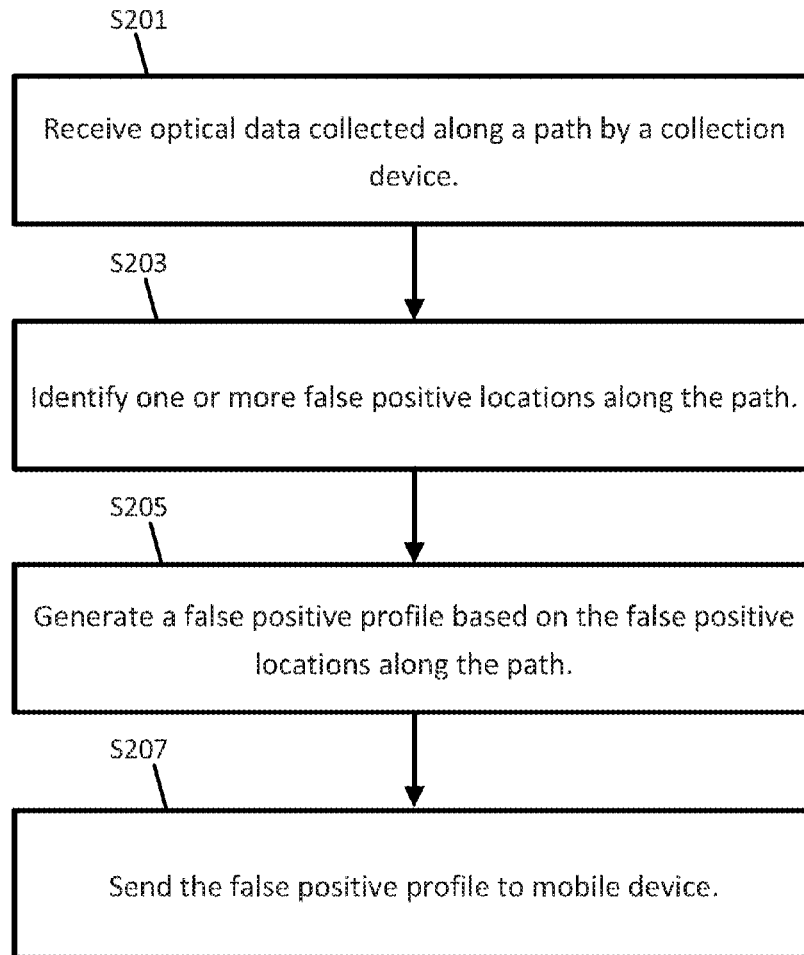 S201
Receive optical data collected along a path by a collection
device.
S203
Identify one or more false positive locations along the path.
S205
Generate a false positive profile based on the false positive
locations along the path.
S207
Send the false positive profile to mobile device.